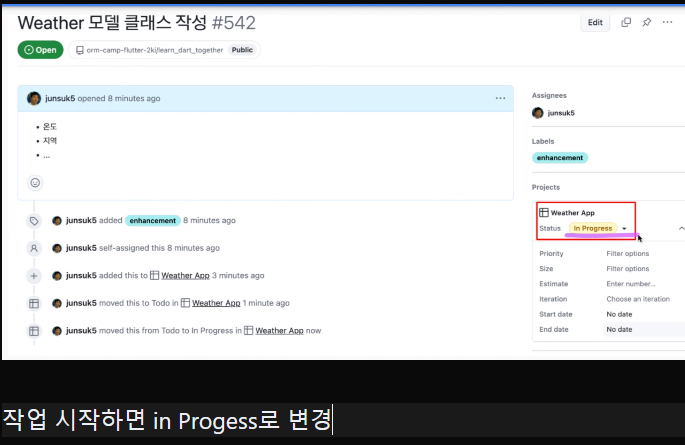 Weather 모델 클래스 작성 #542
Edit
Open
orm-camp-flutter-2ki/learn_dart_together
Public
junsuk5 opened 8 minutes ago
• 온도
• 지역
• ...
junsuk5 added enhancement 8 minutes ago
junsuk5 self-assigned this 8 minutes ago
junsuk5 added this to Weather App 3 minutes ago
junsuk5 moved this to Todo in Weather App 1 minute ago
junsuk5 moved this from Todo to In Progress in Weather App now
Assignees
junsuk5
Labels
enhancement
Projects
Weather App
Status In Progress
Priority Filter options
Size Filter options
Estimate Enter number...
Iteration Choose an iteration
Start date No date
End date No date
작업 시작하면 in Progess로 변경